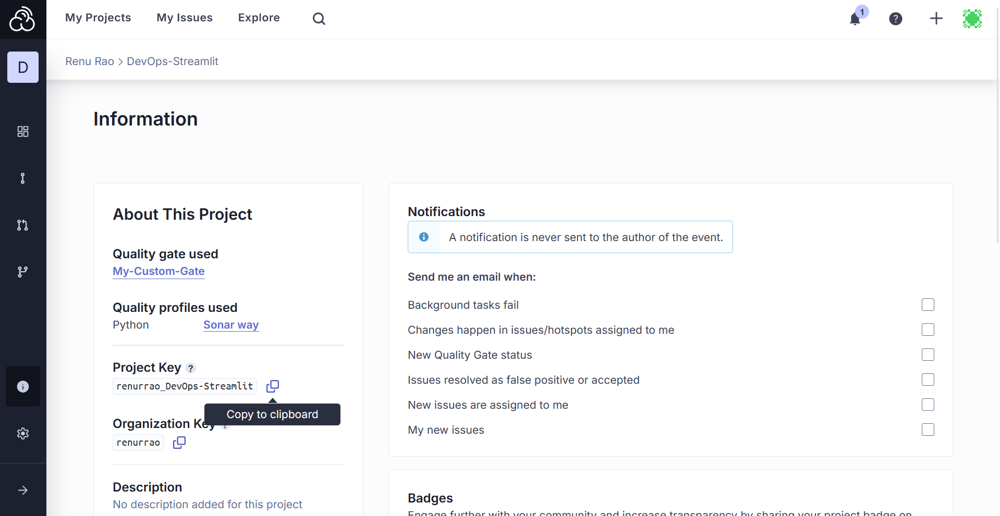 My Projects
My Issues
Explore
1
?
D
Renu Rao > DevOps-Streamlit
Information
About This Project
Quality gate used
My-Custom-Gate
Quality profiles used
Python
Sonar way
Project Key ?
renurrao_DevOps-Streamlit
Copy to clipboard
Organization Key ?
renurrao
Description
No description added for this project
Notifications
A notification is never sent to the author of the event.
Send me an email when:
Background tasks fail
Changes happen in issues/hotspots assigned to me
New Quality Gate status
Issues resolved as false positive or accepted
New issues are assigned to me
My new issues
Badges
Engage further with your community and increase transparency by sharing your project badge on